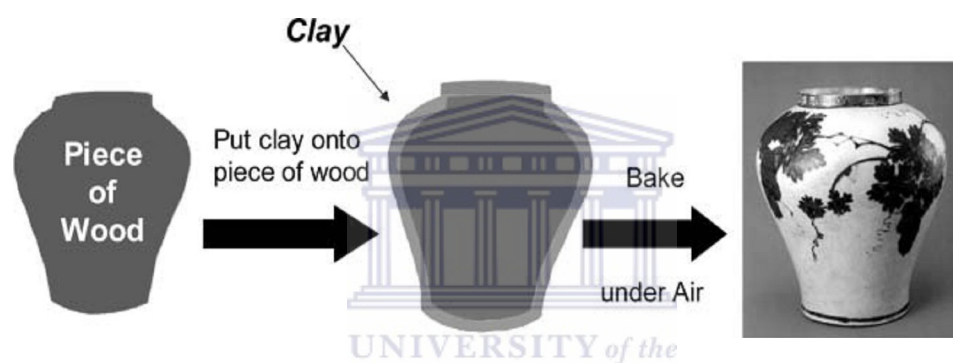 Clay
Piece
of
Wood
Put clay onto
piece of wood
Bake
under Air
UNIVERSITY of the